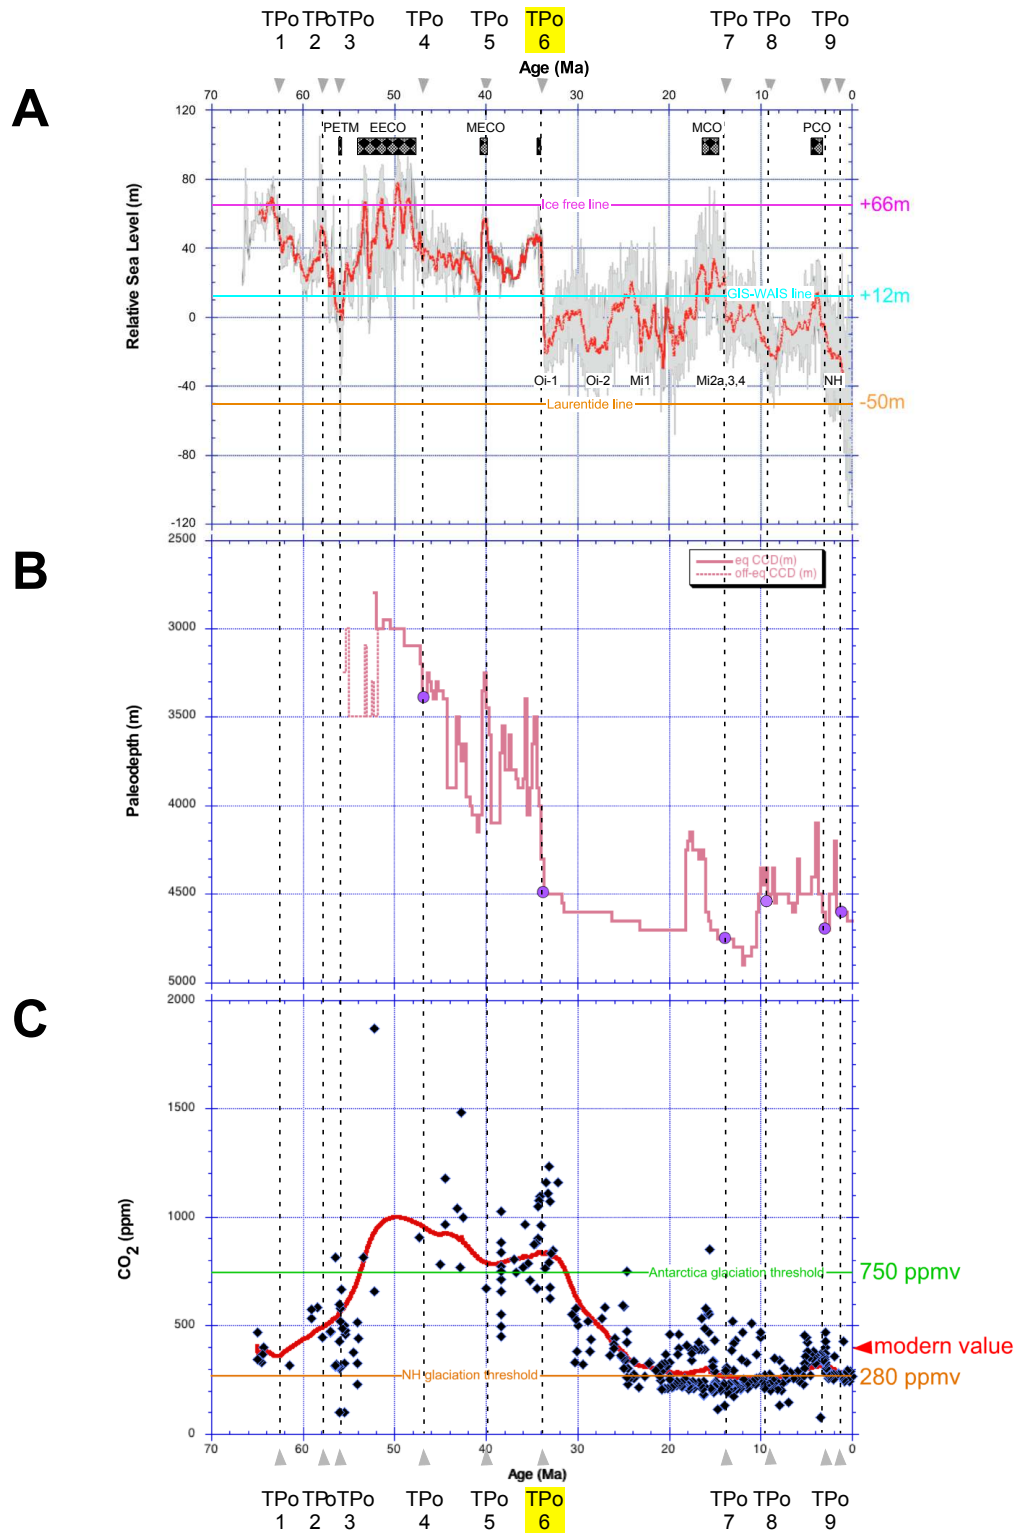 TPo TPo TPo TPo TPo TPo TPo TPo TPo
1 2 3 4 5 6 7 8 9
Age (Ma)
A
70 60 50 40 30 20 10 0
120
PETM EECO MECO MCO PCO
80
Ice free line
+66m
40
GIS-WAIS line
+12m
0
Relative Sea Level (m)
Oi-1 Oi-2 Mi1 Mi2a,3,4 NH
-40
Laurentide line
-50m
-80
-120
B
2500
eq CCD(m)
off-eq CCD (m)
3000
3500
Paleodepth (m)
4000
4500
5000
C
2000
1500
1000
CO2 (ppm)
Antarctica glaciation threshold
750 ppmv
500
modern value
NH glaciation threshold
280 ppmv
0
70 60 50 40 30 20 10 0
Age (Ma)
TPo TPo TPo TPo TPo TPo TPo TPo TPo
1 2 3 4 5 6 7 8 9